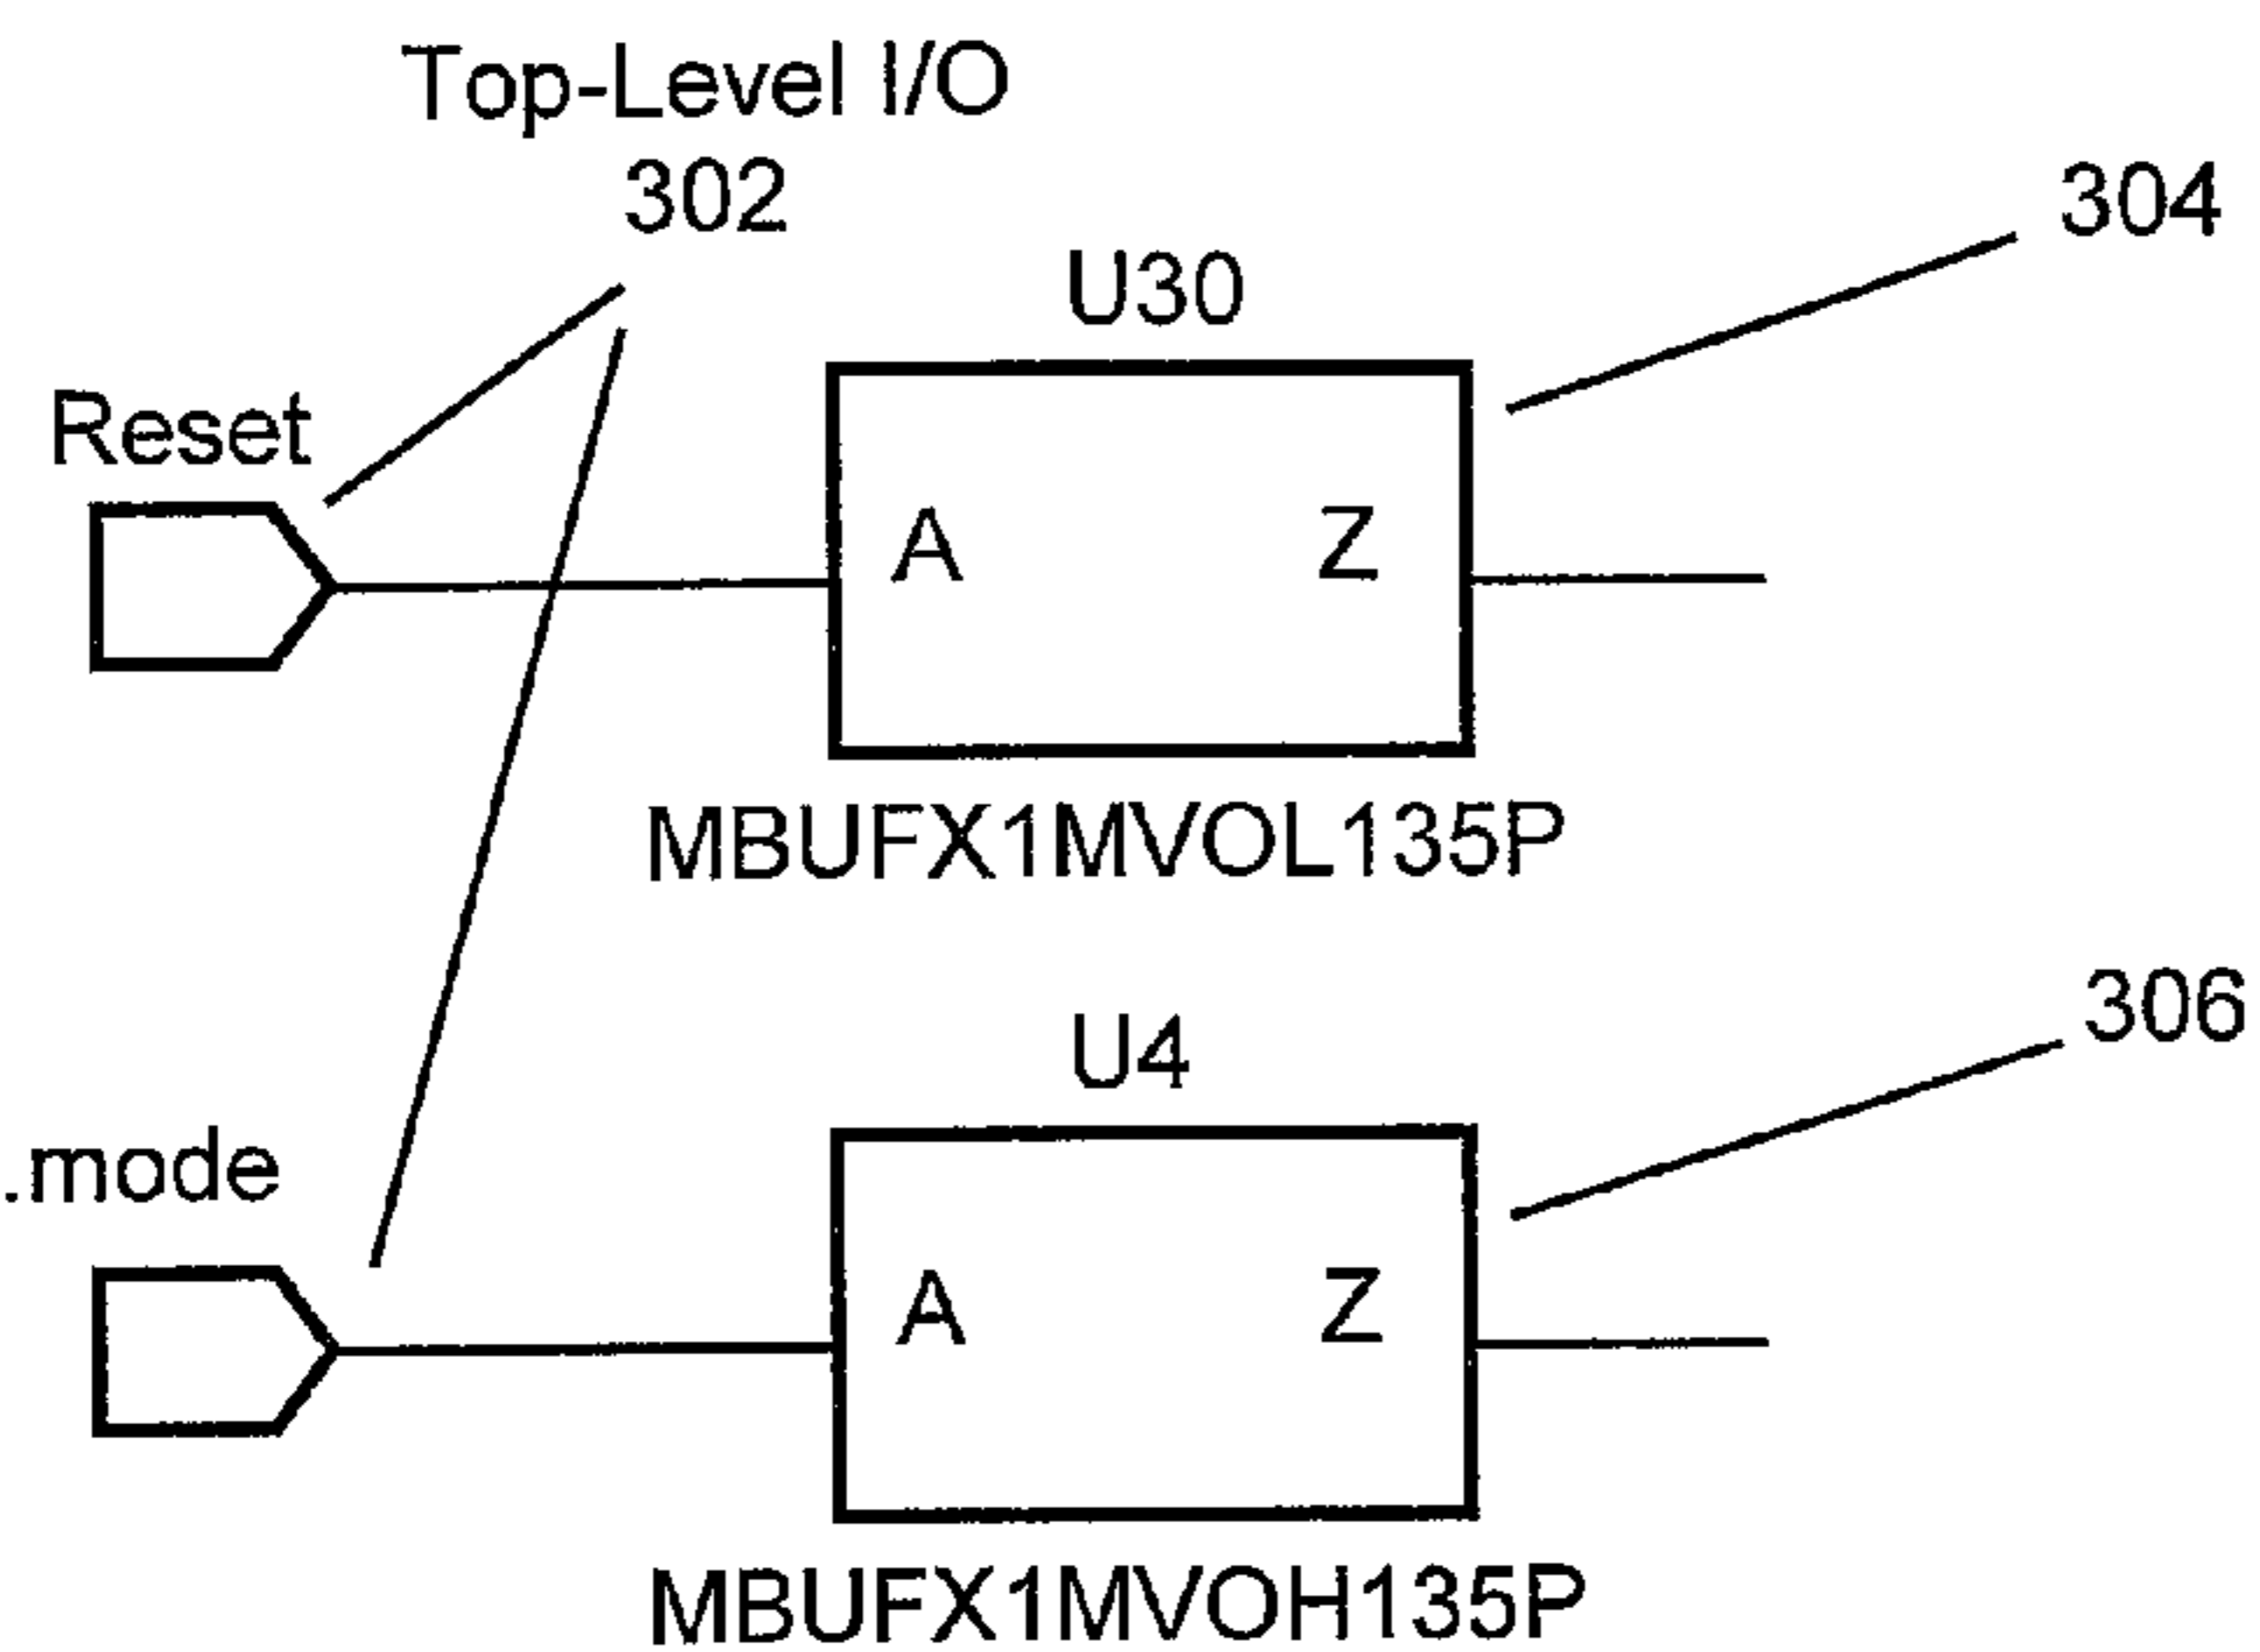 Top-Level I/O
302
304
U30
Reset
A Z
MBUFX1MVOL135P
306
U4
.mode
A Z
MBUFX1MVOH135P